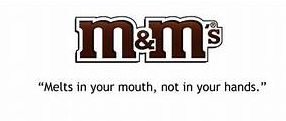 m&m's®
“Melts in your mouth, not in your hands.”